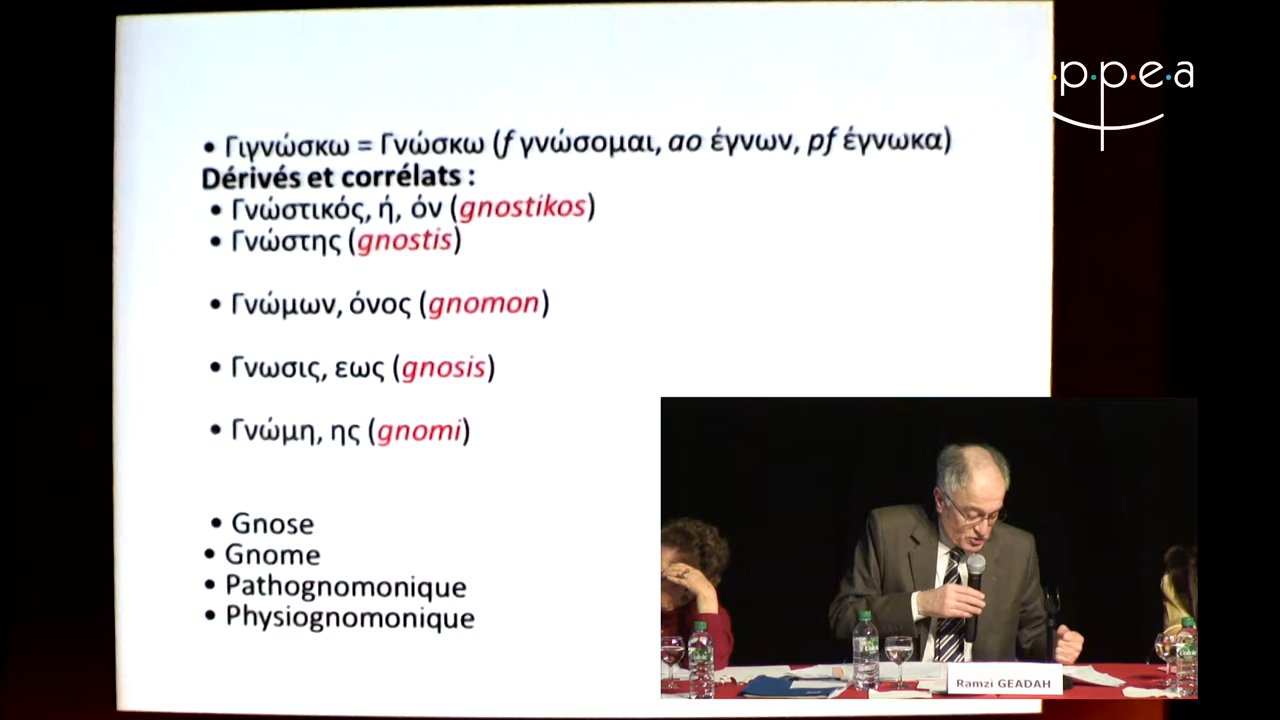 • Γιγνώσκω = Γνώσκω (f γνώσομαι, ao έγνων, pf έγνωκα)
Dérivés et corrélats :
• Γνώστικός, ή, όν (gnostikos)
• Γνώστης (gnostis)
• Γνώμων, όνος (gnomon)
• Γνωσις, εως (gnosis)
• Γνώμη, ης (gnomi)
• Gnose
• Gnome
• Pathognomonique
• Physiognomonique
p·p·e·a
Ramzi GEADAH